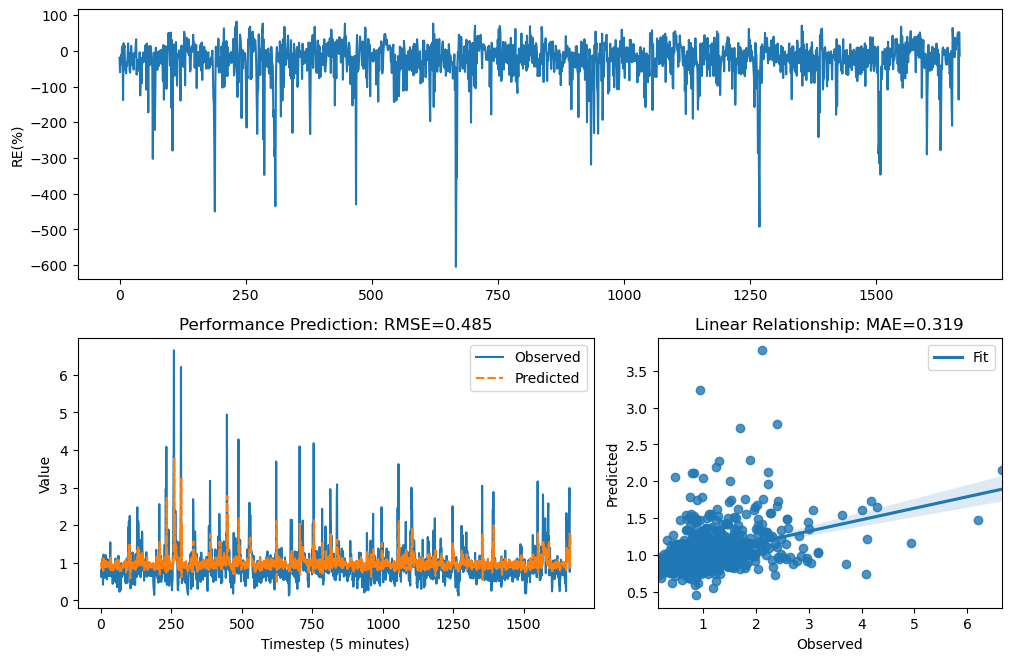 100
0
−100
−200
−300
−400
−500
−600
RE(%)
0 250 500 750 1000 1250 1500
Performance Prediction: RMSE=0.485
Observed
Predicted
6
5
4
3
2
1
0
Value
0 250 500 750 1000 1250 1500
Timestep (5 minutes)
Linear Relationship: MAE=0.319
Fit
3.5
3.0
2.5
2.0
1.5
1.0
0.5
Predicted
1 2 3 4 5 6
Observed